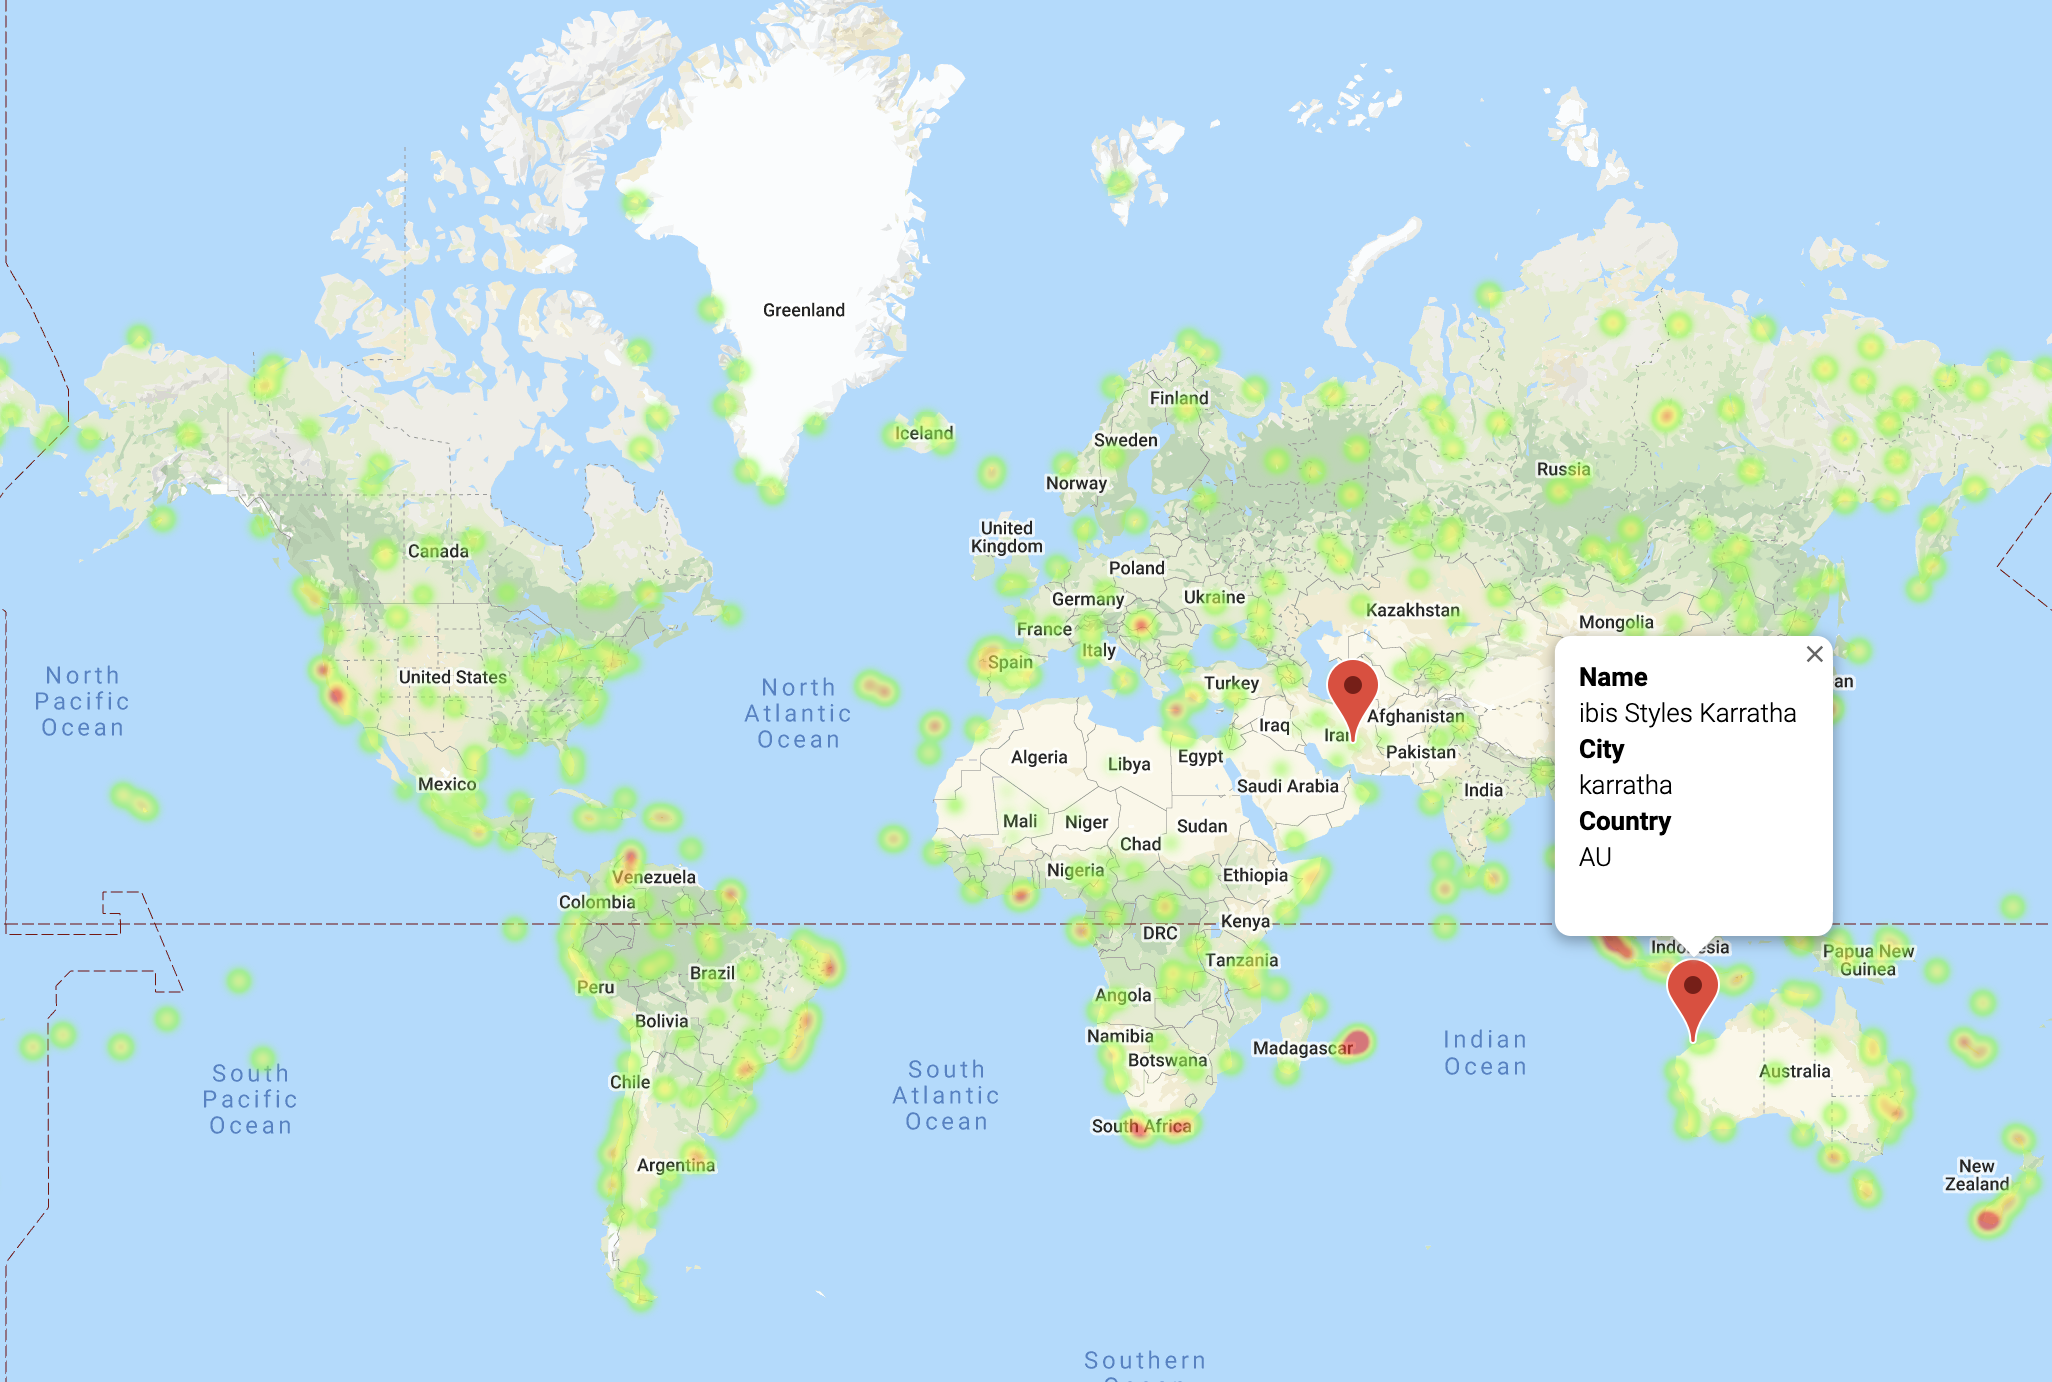 Greenland
Finland
Iceland
Sweden
Russia
Norway
United
Kingdom
Canada
Poland
Germany
Ukraine
Kazakhstan
Mongolia
France
Italy
Spain
United States
Turkey
an
North
Pacific
Ocean
North
Atlantic
Ocean
Afghanistan
Iraq
Iran
Pakistan
Algeria
Libya
Egypt
Saudi Arabia
India
Mexico
Mali
Niger
Sudan
Chad
Nigeria
Ethiopia
Venezuela
Colombia
Kenya
DRC
Name
ibis Styles Karratha
City
karratha
Country
AU
Indonesia
Papua New
Guinea
Tanzania
Brazil
Peru
Angola
Bolivia
Namibia
Botswana
Madagascar
Indian
Ocean
Australia
South
Pacific
Ocean
South
Atlantic
Ocean
Chile
South Africa
Argentina
New
Zealand
Southern